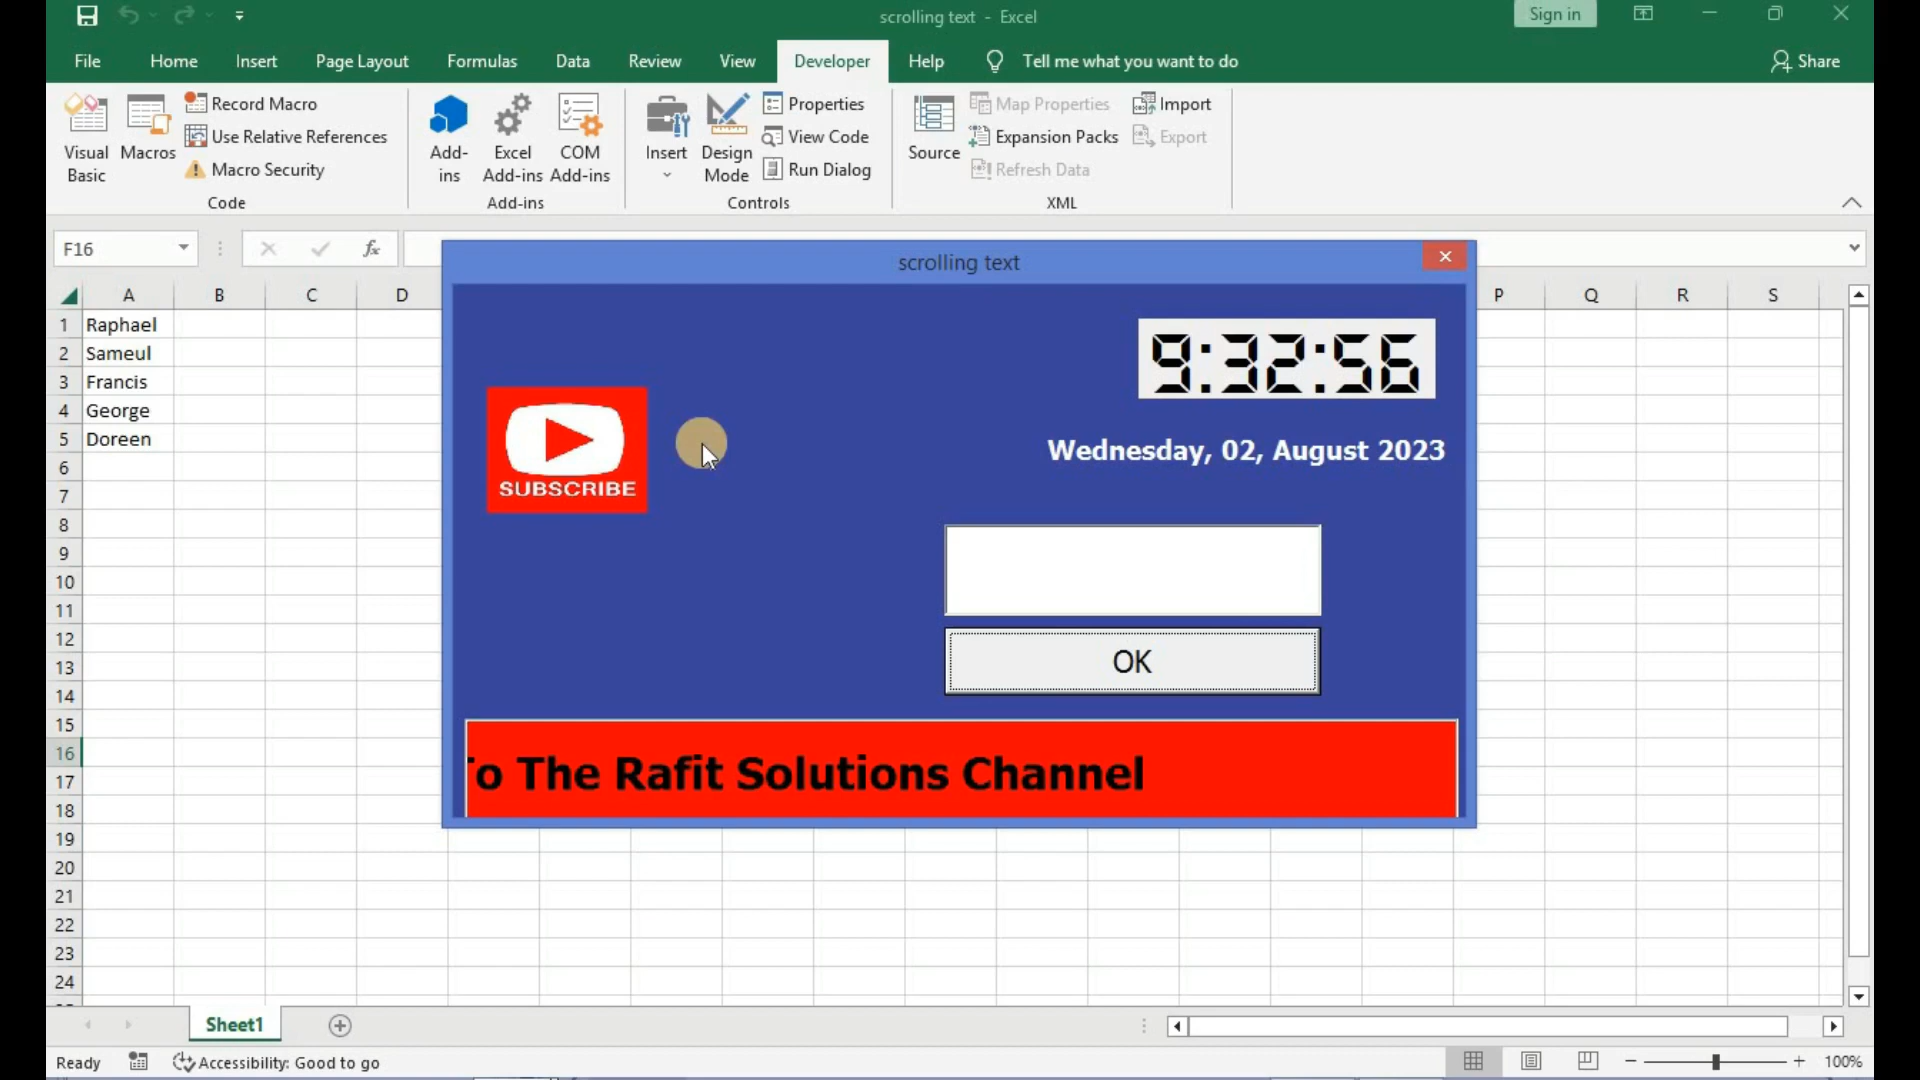 scrolling text - Excel
Sign in
File Home Insert Page Layout Formulas Data Review View Developer Help Tell me what you want to do Share
Visual Basic
Macros
Record Macro
Use Relative References
Macro Security
Code
Add-ins
Excel Add-ins
COM Add-ins
Add-ins
Insert
Design Mode
Properties
View Code
Run Dialog
Controls
Source
Map Properties
Expansion Packs
Refresh Data
Import
Export
XML
F16
fx
A B C D P Q R S
1 Raphael
2 Sameul
3 Francis
4 George
5 Doreen
6
7
8
9
10
11
12
13
14
15
16
17
18
19
20
21
22
23
24
scrolling text
9:32:56
SUBSCRIBE
Wednesday, 02, August 2023
OK
To The Rafit Solutions Channel
Sheet1
Ready
Accessibility: Good to go
100%